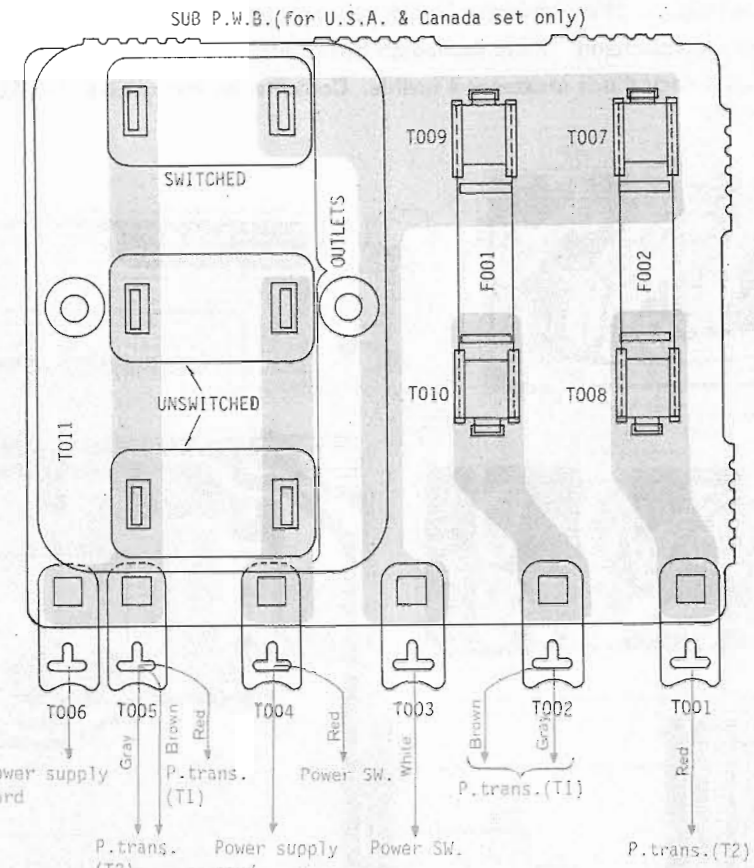 SUB P.W.B.(for U.S.A. & Canada set only)
T009
T007
SWITCHED
OUTLETS
F001
F002
T010
T008
UNSWITCHED
T011
T006
T005
T004
T003
T002
T001
Gray
Brown
Red
Red
White
Brown
Gray
Red
supply
P.trans.
(T1)
Power SW.
P.trans.(T1)
P.trans.
Power supply
Power SW.
P.trans.(T2)